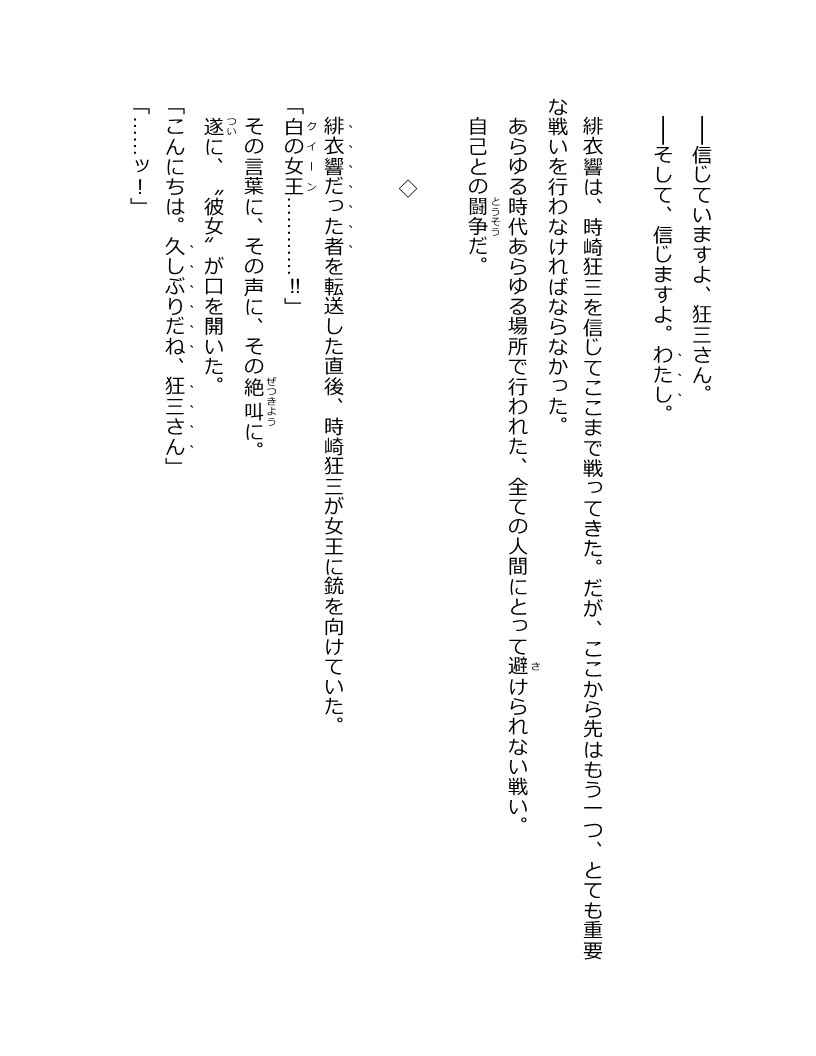 ――信じていますよ、狂三さん。
――そして、信じますよ。わたし。
緋衣響は、時崎狂三を信じてここまで戦ってきた。だが、ここから先はもう一つ、とても重要
な戦いを行わなければならなかった。
あらゆる時代あらゆる場所で行われた、全ての人間にとって避けられない戦い。
自己との闘争だ。
◇
緋衣響だった者を転送した直後、時崎狂三が女王に銃を向けていた。
「白の女王…………‼」
その言葉に、その声に、その絶叫に。
遂に、〝彼女〟が口を開いた。
「こんにちは。久しぶりだね、狂三さん」
「……ッ！」